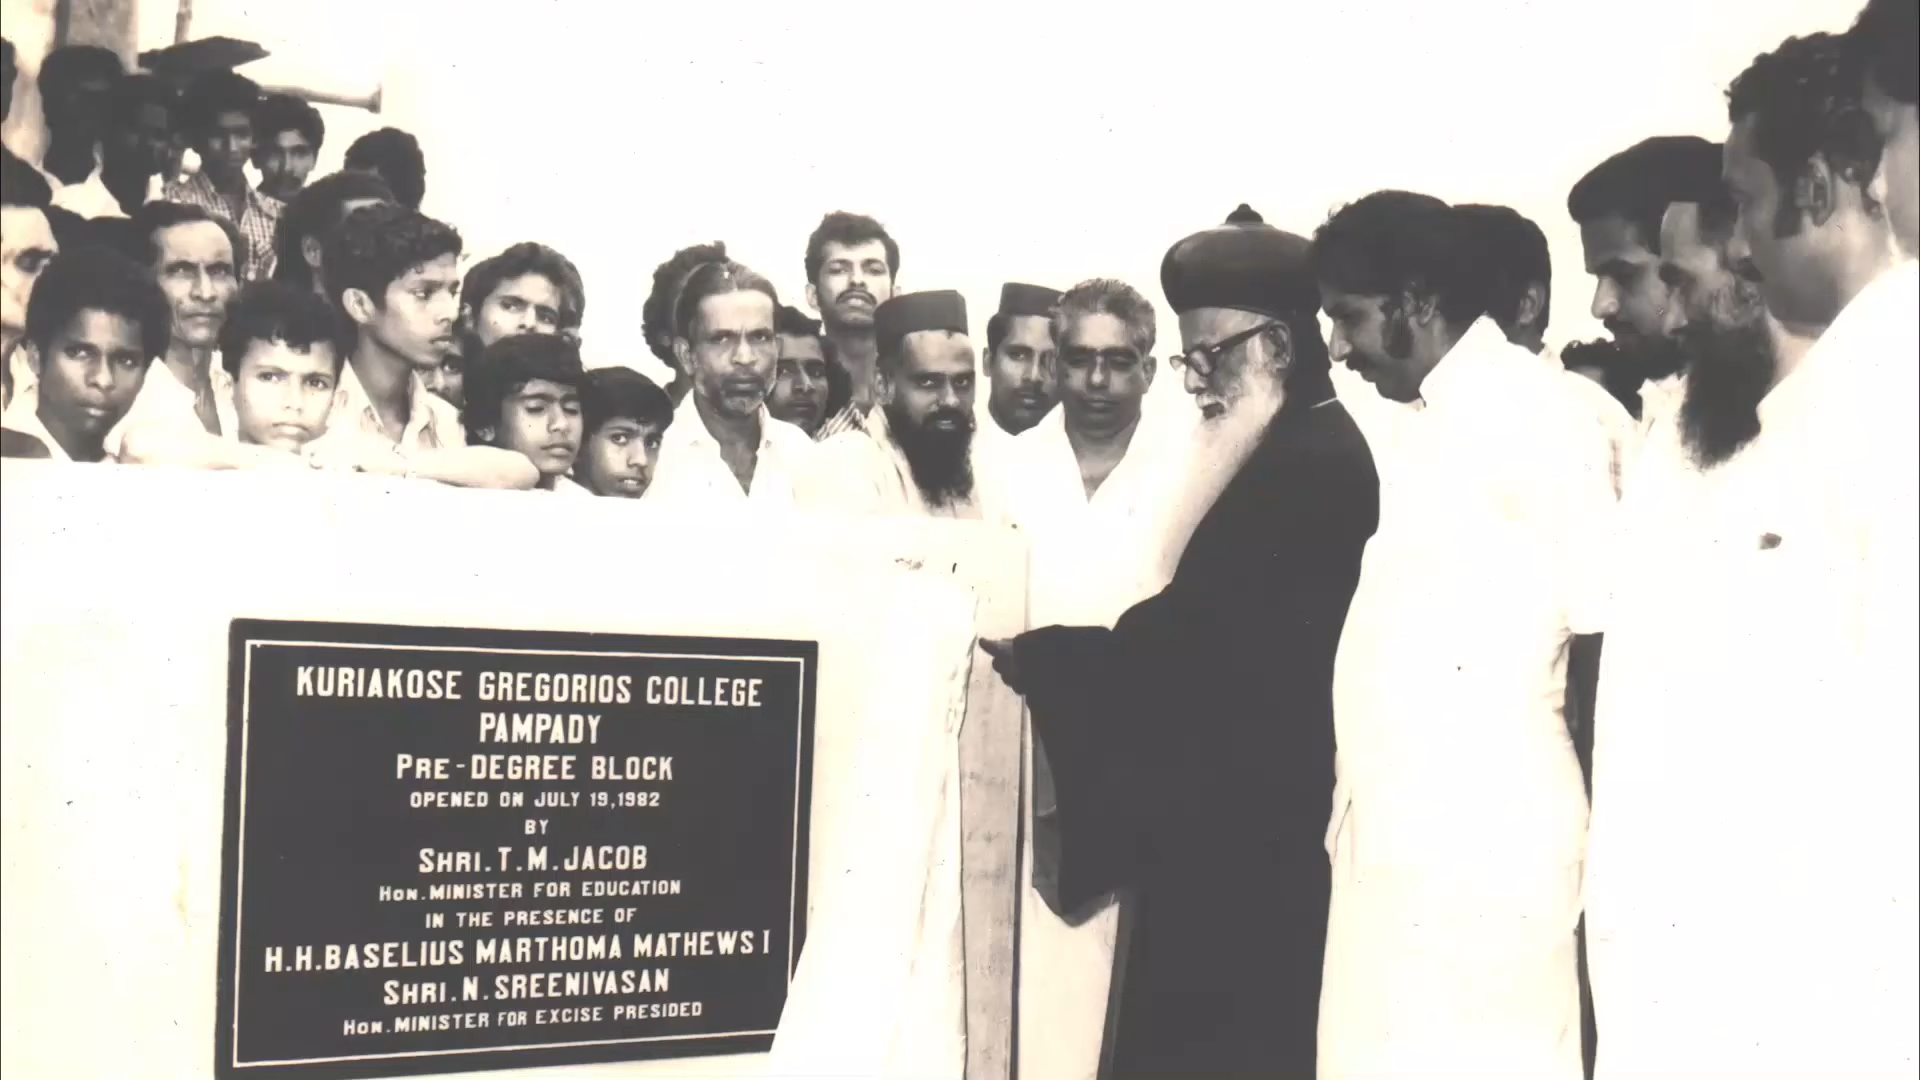 KURIAKOSE GREGORIOS COLLEGE
PAMPADY
PRE-DEGREE BLOCK
OPENED ON JULY 19,1982
BY
SHRI.T.M.JACOB
HON.MINISTER FOR EDUCATION
IN THE PRESENCE OF
H.H.BASELIUS MARTHOMA MATHEWS I
SHRI.N.SREENIVASAN
HON.MINISTER FOR EXCISE PRESIDED